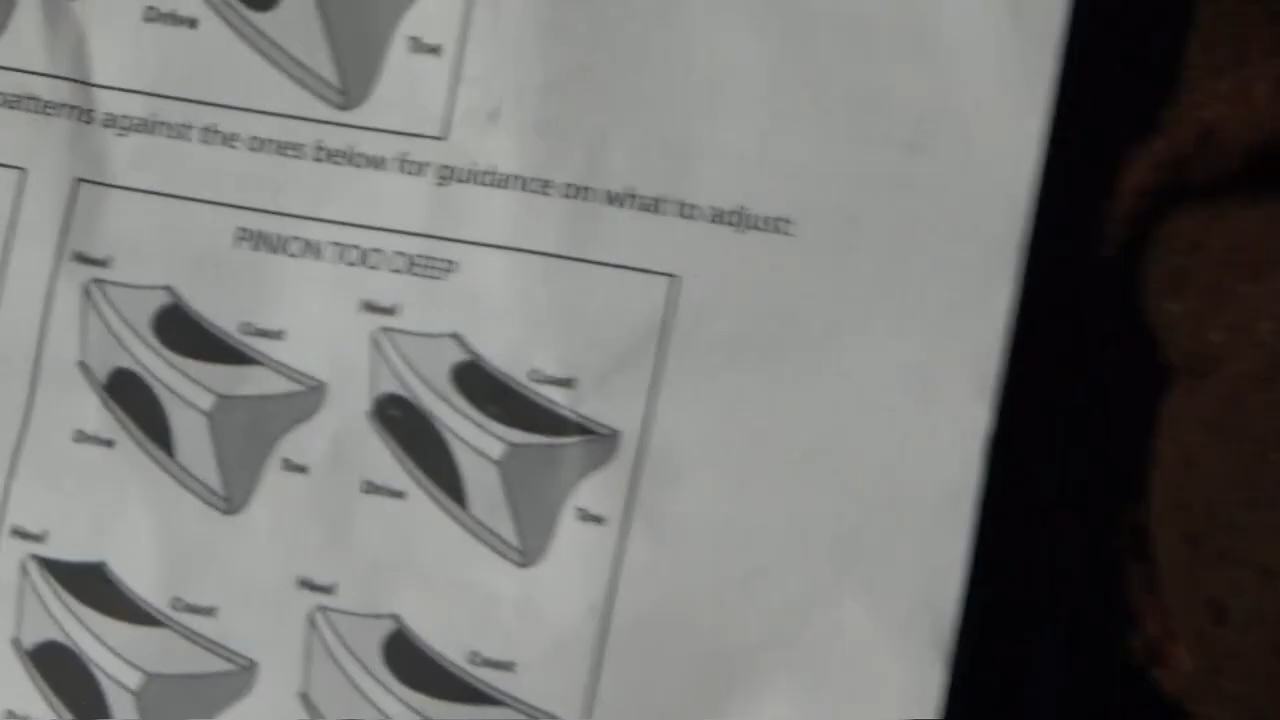 Drive
Toe
patterns against the ones below for guidance on what to adjust.
PINION TOO DEEP
Heel
Heel
Coast
Coast
Drive
Toe
Drive
Toe
Heel
Heel
Coast
Coast